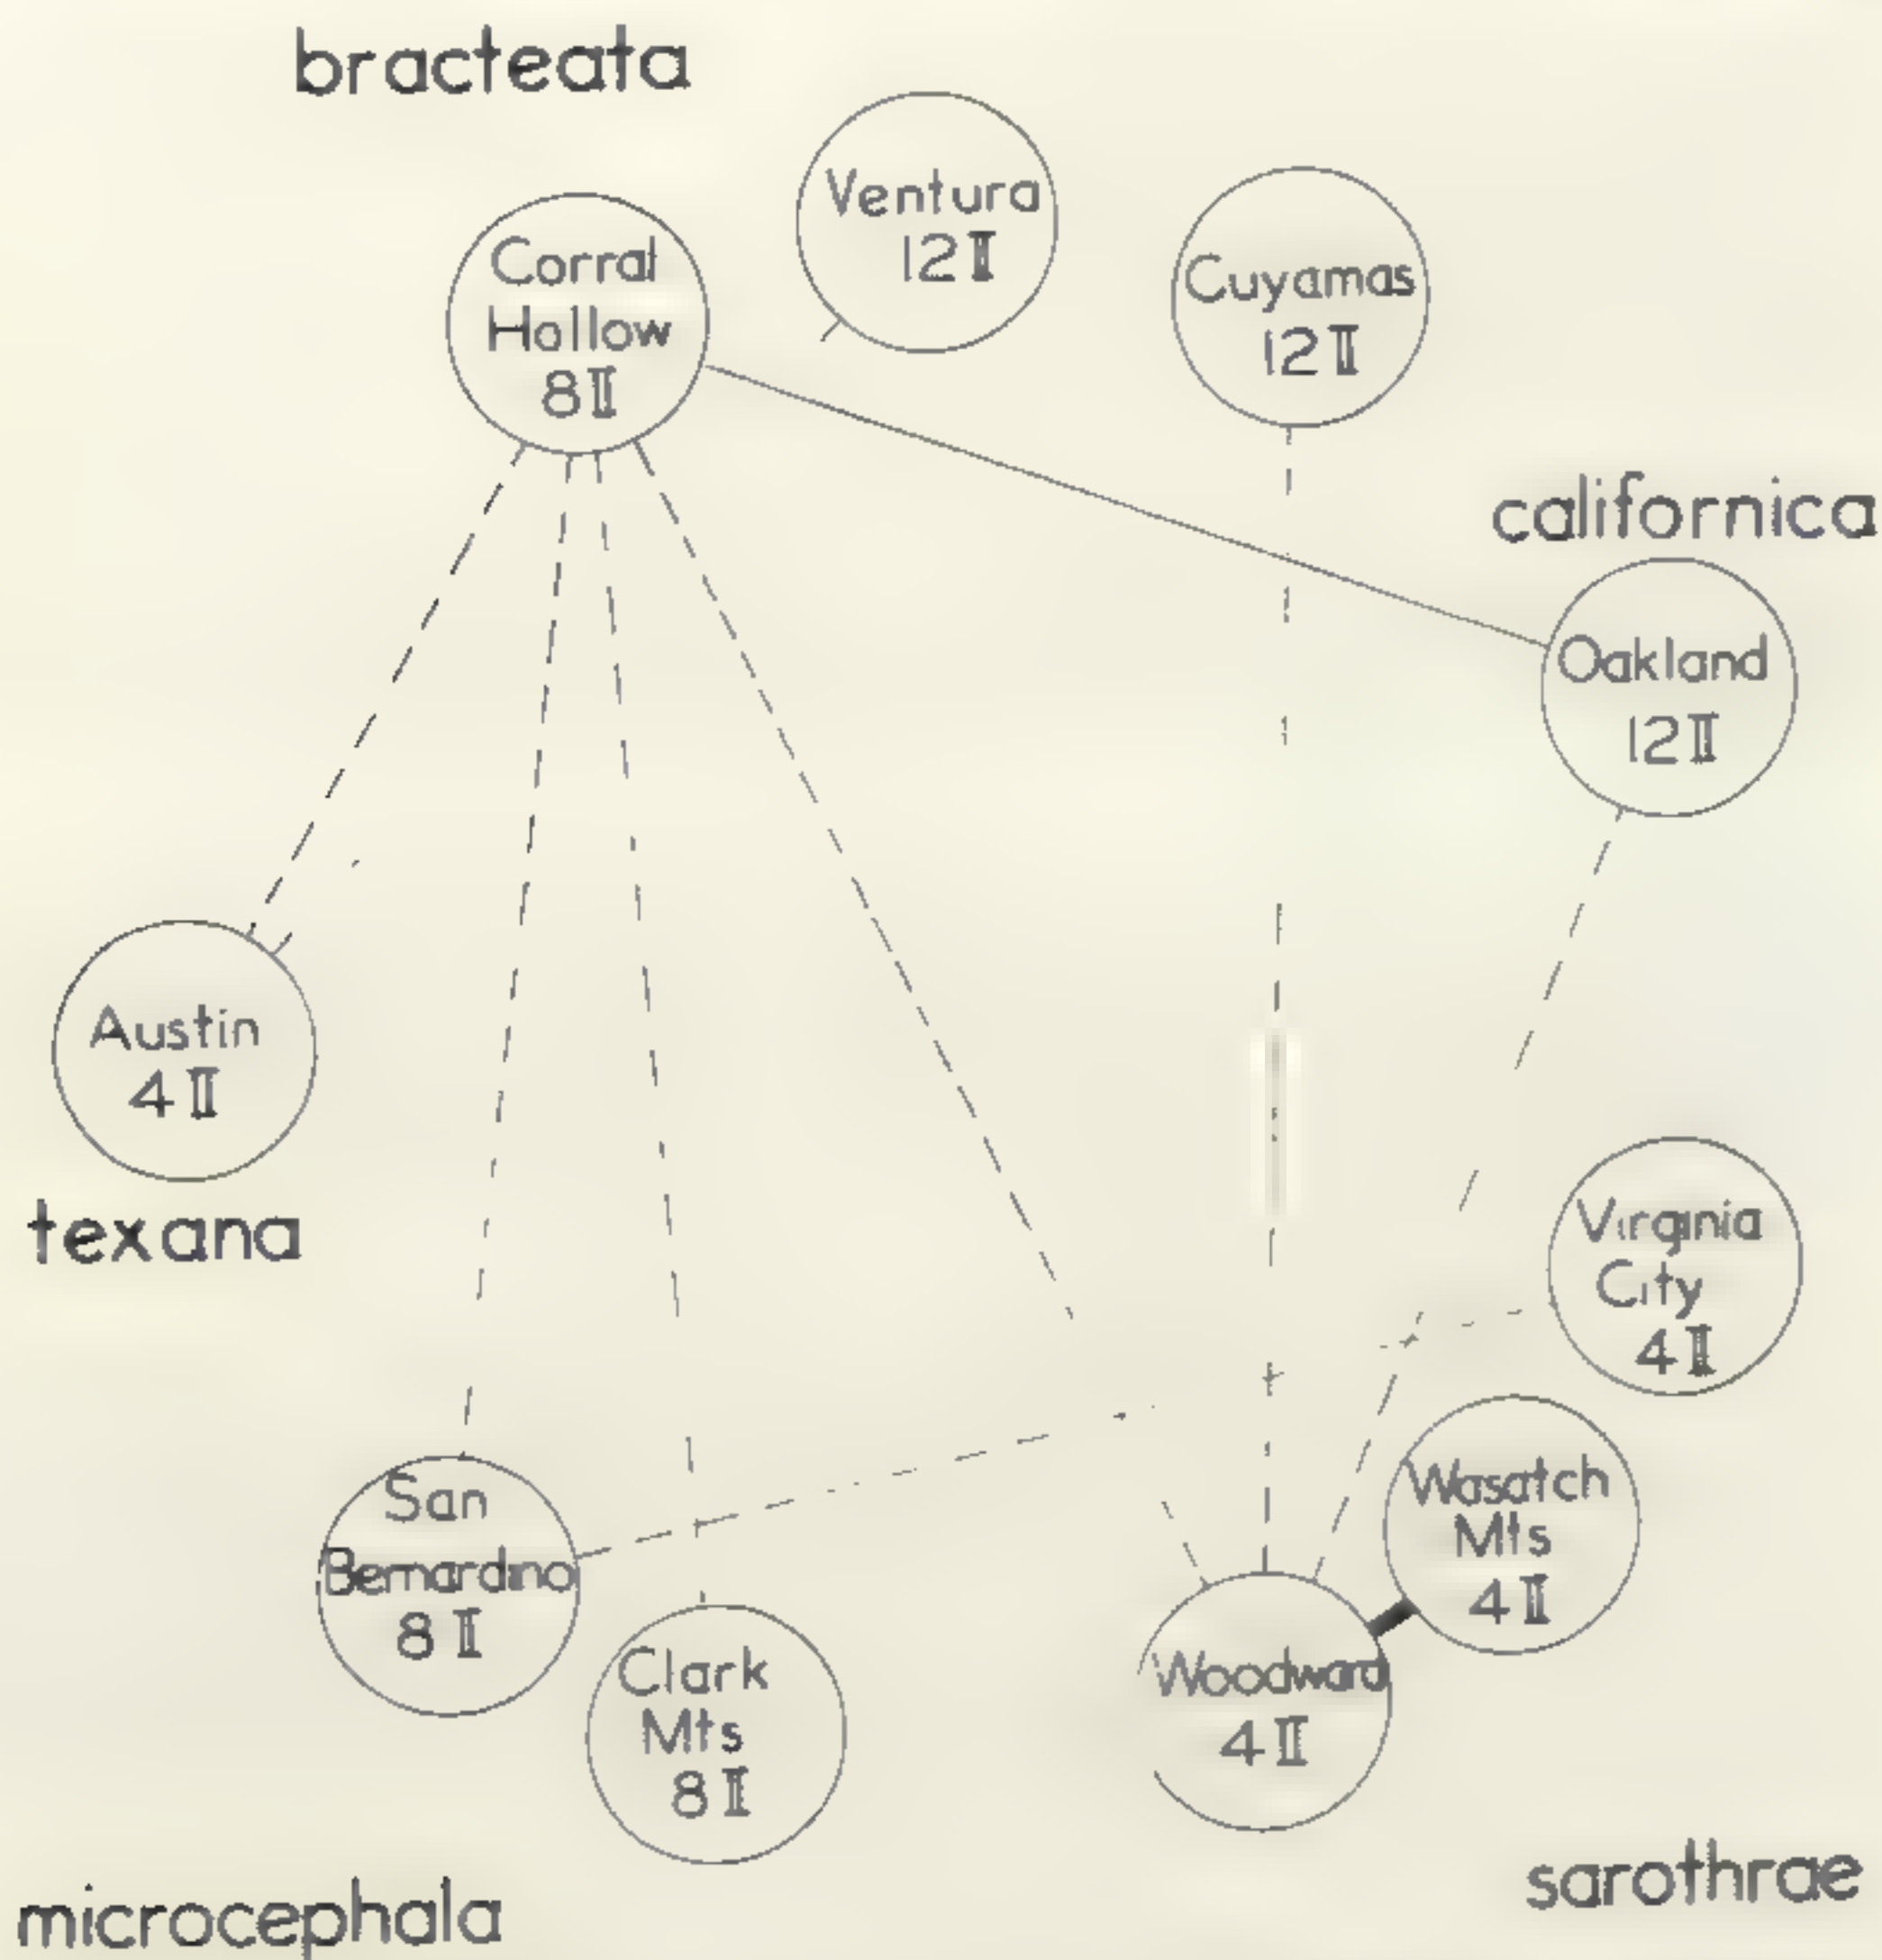 bracteata
Ventura
12 II
Corral
Hollow
8 II
Cuyamas
12 II
californica
Oakland
12 II
Austin
4 II
texana
Virginia
City
4 II
San
Bernardino
8 II
Wasatch
Mts
4 II
Clark
Mts
8 II
Woodward
4 II
sarothrae
microcephala